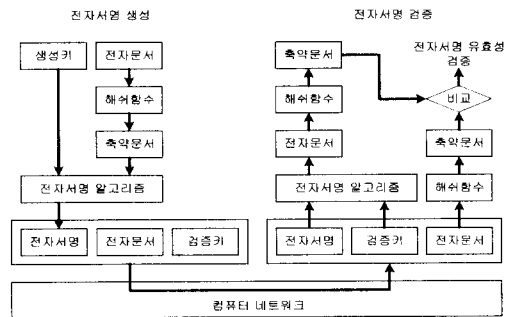 전자서명 생성
생성키
전자문서
해쉬함수
축약문서
전자서명 알고리즘
전자서명
전자문서
검증키
전자서명 검증
축약문서
해쉬함수
전자문서
전자서명 알고리즘
전자서명
검증키
전자문서
해쉬함수
축약문서
비교
전자서명 유효성
검증
컴퓨터 네트워크